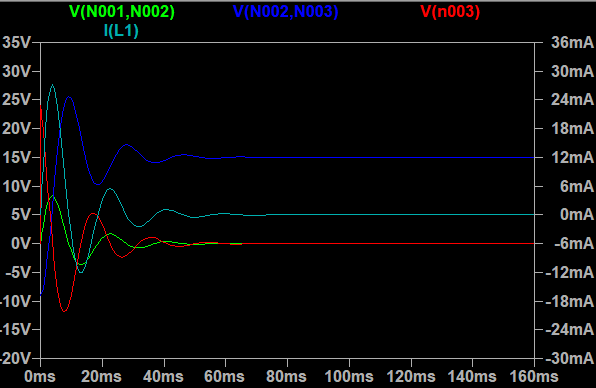 V(N001,N002) V(N002,N003) V(n003)
I(L1)
35V 36mA
30V 30mA
25V 24mA
20V 18mA
15V 12mA
10V 6mA
5V 0mA
0V -6mA
-5V -12mA
-10V -18mA
-15V -24mA
-20V -30mA
0ms 20ms 40ms 60ms 80ms 100ms 120ms 140ms 160ms